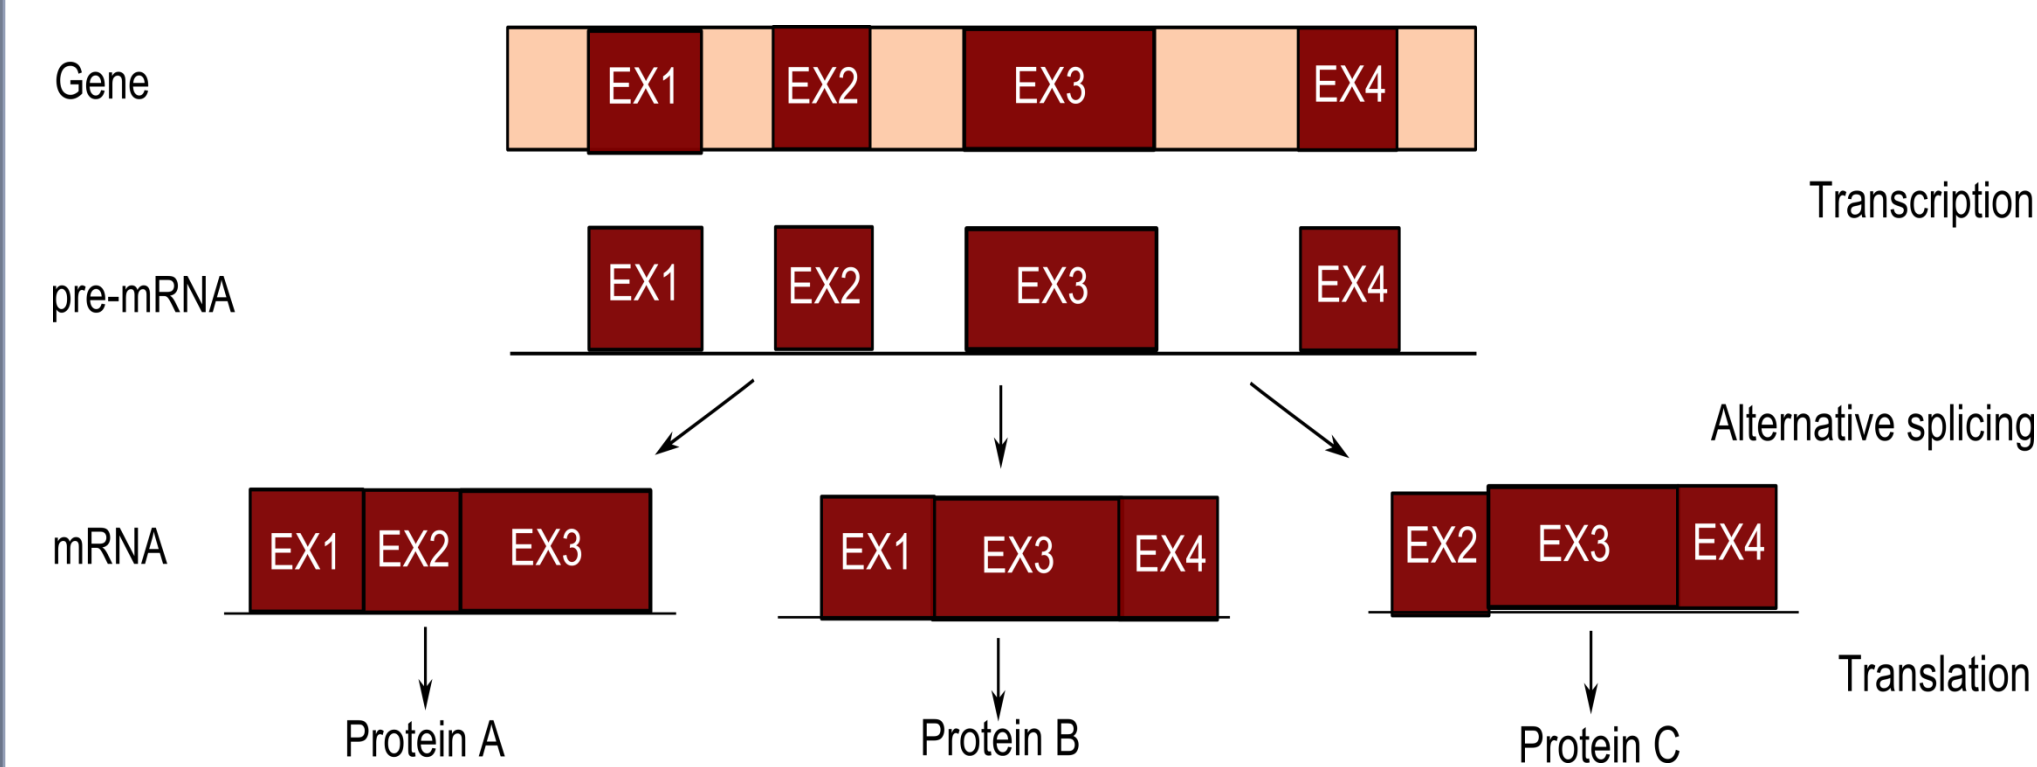 Gene
EX1 EX2 EX3 EX4
Transcription
pre-mRNA
EX1 EX2 EX3 EX4
Alternative splicing
mRNA
EX1 EX2 EX3
EX1 EX3 EX4
EX2 EX3 EX4
Translation
Protein A
Protein B
Protein C